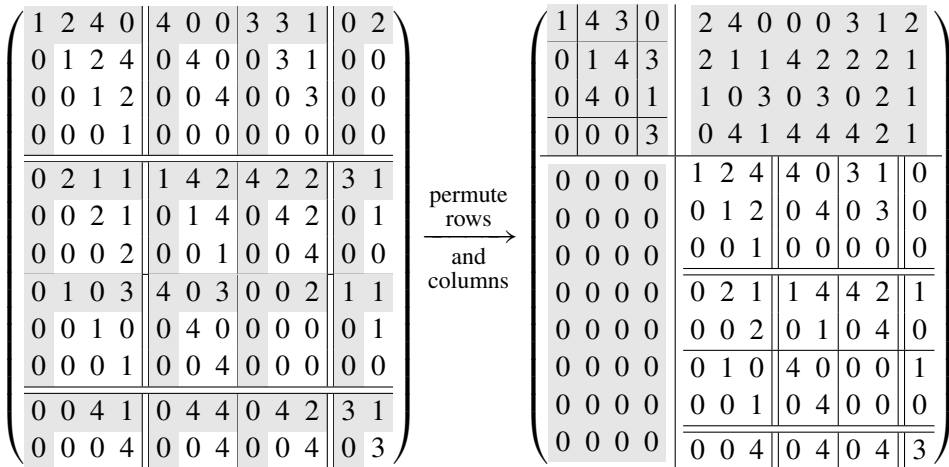 1 2 4 0 4 0 0 3 3 1 0 2
0 1 2 4 0 4 0 0 3 1 0 0
0 0 1 2 0 0 4 0 0 3 0 0
0 0 0 1 0 0 0 0 0 0 0 0
0 2 1 1 1 4 2 4 2 2 3 1
0 0 2 1 0 1 4 0 4 2 0 1
0 0 0 2 0 0 1 0 0 4 0 0
0 1 0 3 4 0 3 0 0 2 1 1
0 0 1 0 0 4 0 0 0 0 0 1
0 0 0 1 0 0 4 0 0 0 0 0
0 0 4 1 0 4 4 0 4 2 3 1
0 0 0 4 0 0 4 0 0 4 0 3
permute
rows
and
columns
1 4 3 0 2 4 0 0 0 3 1 2
0 1 4 3 2 1 1 4 2 2 2 1
0 4 0 1 1 0 3 0 3 0 2 1
0 0 0 3 0 4 1 4 4 4 2 1
0 0 0 0 1 2 4 4 0 3 1 0
0 0 0 0 0 1 2 0 4 0 3 0
0 0 0 0 0 0 1 0 0 0 0 0
0 0 0 0 0 2 1 1 4 4 2 1
0 0 0 0 0 0 2 0 1 0 4 0
0 0 0 0 0 1 0 4 0 0 0 1
0 0 0 0 0 0 1 0 4 0 0 0
0 0 0 0 0 0 4 0 4 0 4 3